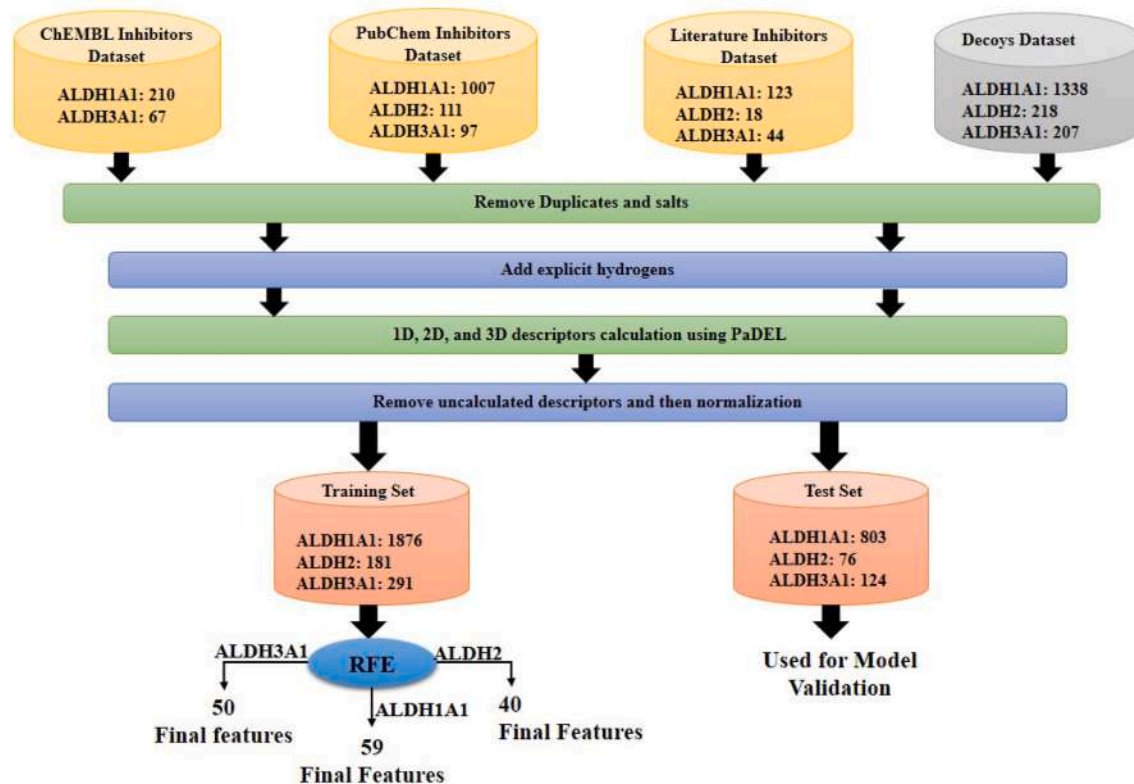 ChEMBL Inhibitors
Dataset
ALDH1A1: 210
ALDH3A1: 67
PubChem Inhibitors
Dataset
ALDH1A1: 1007
ALDH2: 111
ALDH3A1: 97
Literature Inhibitors
Dataset
ALDH1A1: 123
ALDH2: 18
ALDH3A1: 44
Decoys Dataset
ALDH1A1: 1338
ALDH2: 218
ALDH3A1: 207
Remove Duplicates and salts
Add explicit hydrogens
1D, 2D, and 3D descriptors calculation using PaDEL
Remove uncalculated descriptors and then normalization
Training Set
ALDH1A1: 1876
ALDH2: 181
ALDH3A1: 291
Test Set
ALDH1A1: 803
ALDH2: 76
ALDH3A1: 124
ALDH3A1
RFE
ALDH2
ALDH1A1
50
Final features
59
Final Features
40
Final Features
Used for Model
Validation